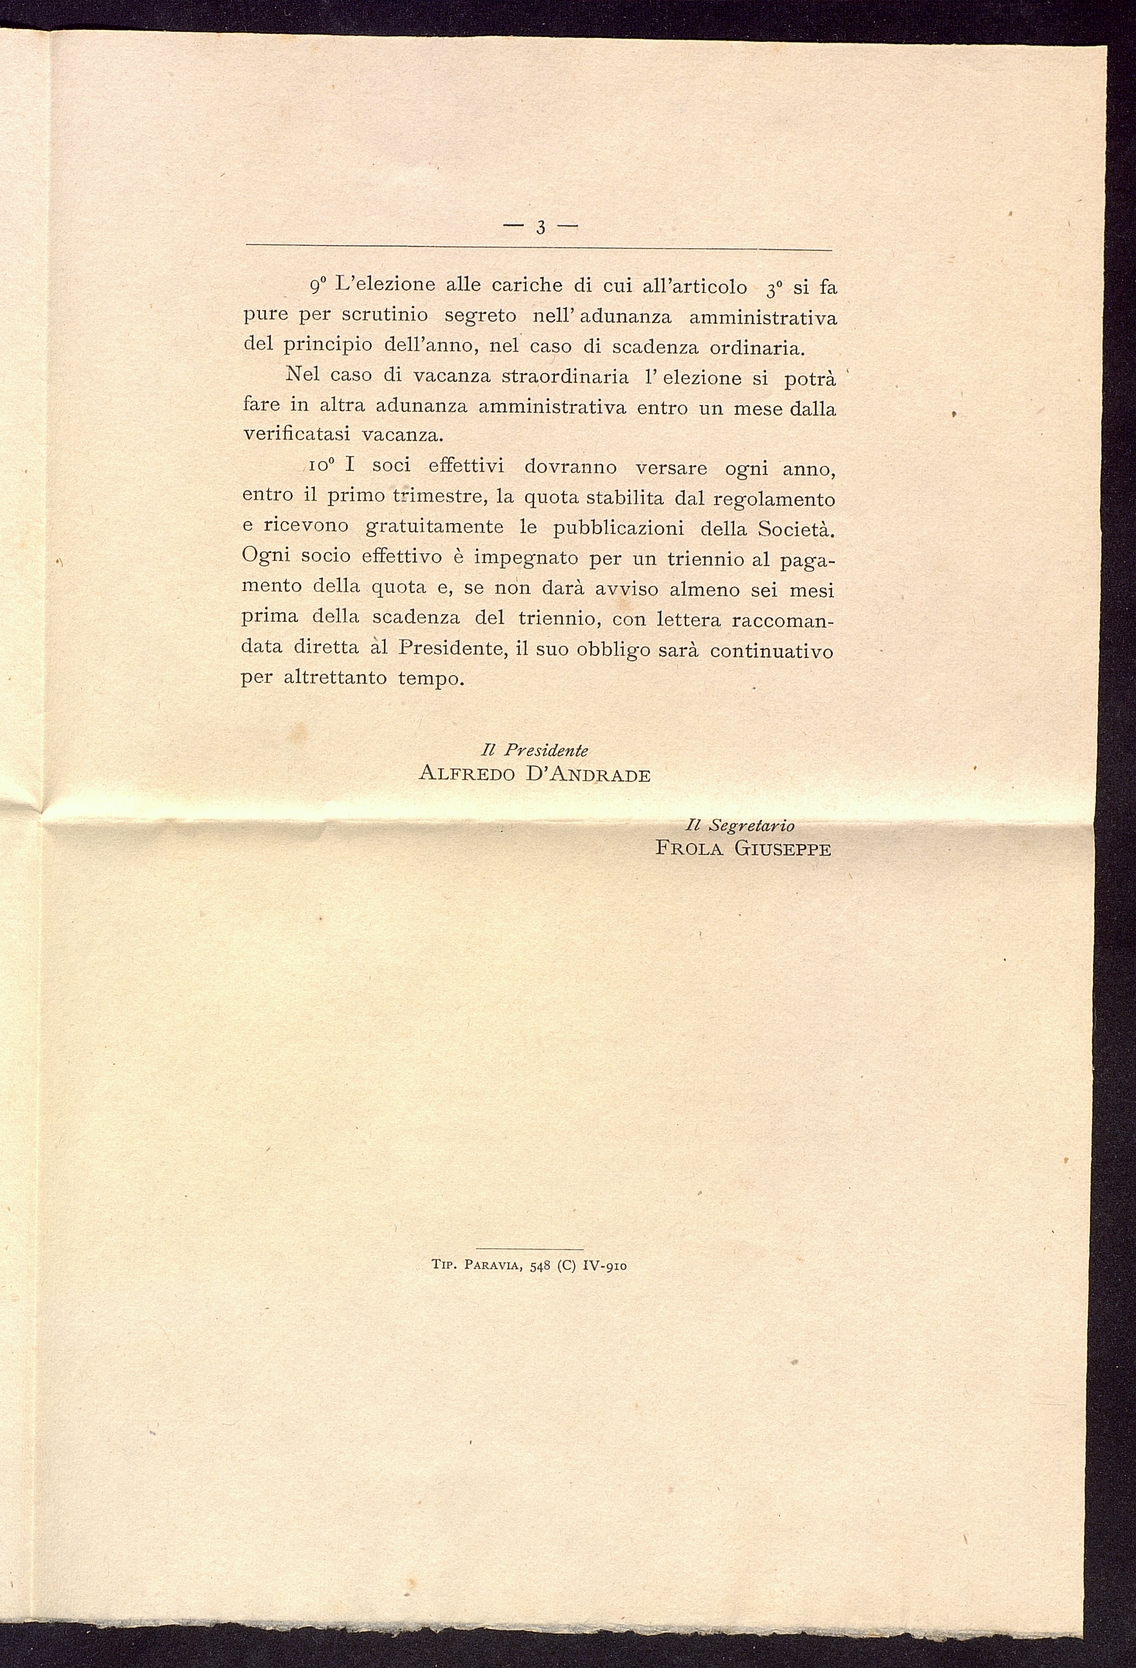 — 3 —
9º L'elezione alle cariche di cui all'articolo 3º si fa
pure per scrutinio segreto nell' adunanza amministrativa
del principio dell'anno, nel caso di scadenza ordinaria.
Nel caso di vacanza straordinaria l' elezione si potrà
fare in altra adunanza amministrativa entro un mese dalla
verificatasi vacanza.
10º I soci effettivi dovranno versare ogni anno,
entro il primo trimestre, la quota stabilita dal regolamento
e ricevono gratuitamente le pubblicazioni della Società.
Ogni socio effettivo è impegnato per un triennio al paga-
mento della quota e, se non darà avviso almeno sei mesi
prima della scadenza del triennio, con lettera raccoman-
data diretta al Presidente, il suo obbligo sarà continuativo
per altrettanto tempo.
Il Presidente
ALFREDO D'ANDRADE
Il Segretario
FROLA GIUSEPPE
TIP. PARAVIA, 548 (C) IV-910